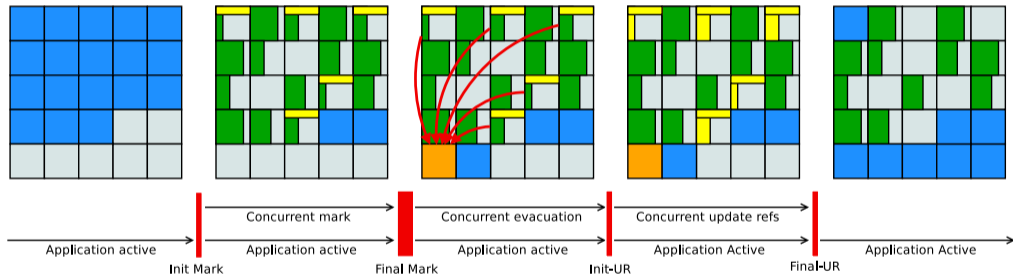 Concurrent mark
Concurrent evacuation
Concurrent update refs
Application active
Application active
Application active
Application Active
Application Active
Init Mark
Final Mark
Init-UR
Final-UR